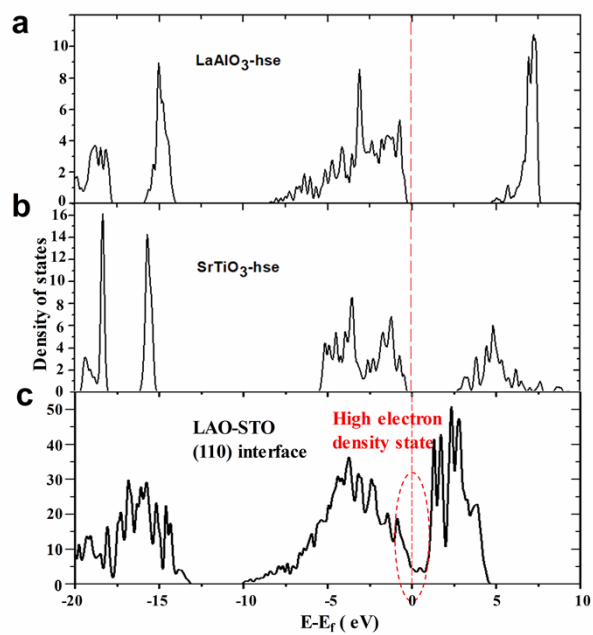 a
LaAlO3-hse
10
8
6
4
2
0
b
16
14
12
10
8
6
4
2
0
SrTiO3-hse
Density of states
c
50
40
30
20
10
0
LAO-STO
(110) interface
High electron
density state
-20
-15
-10
-5
0
5
10
E-Ef ( eV)